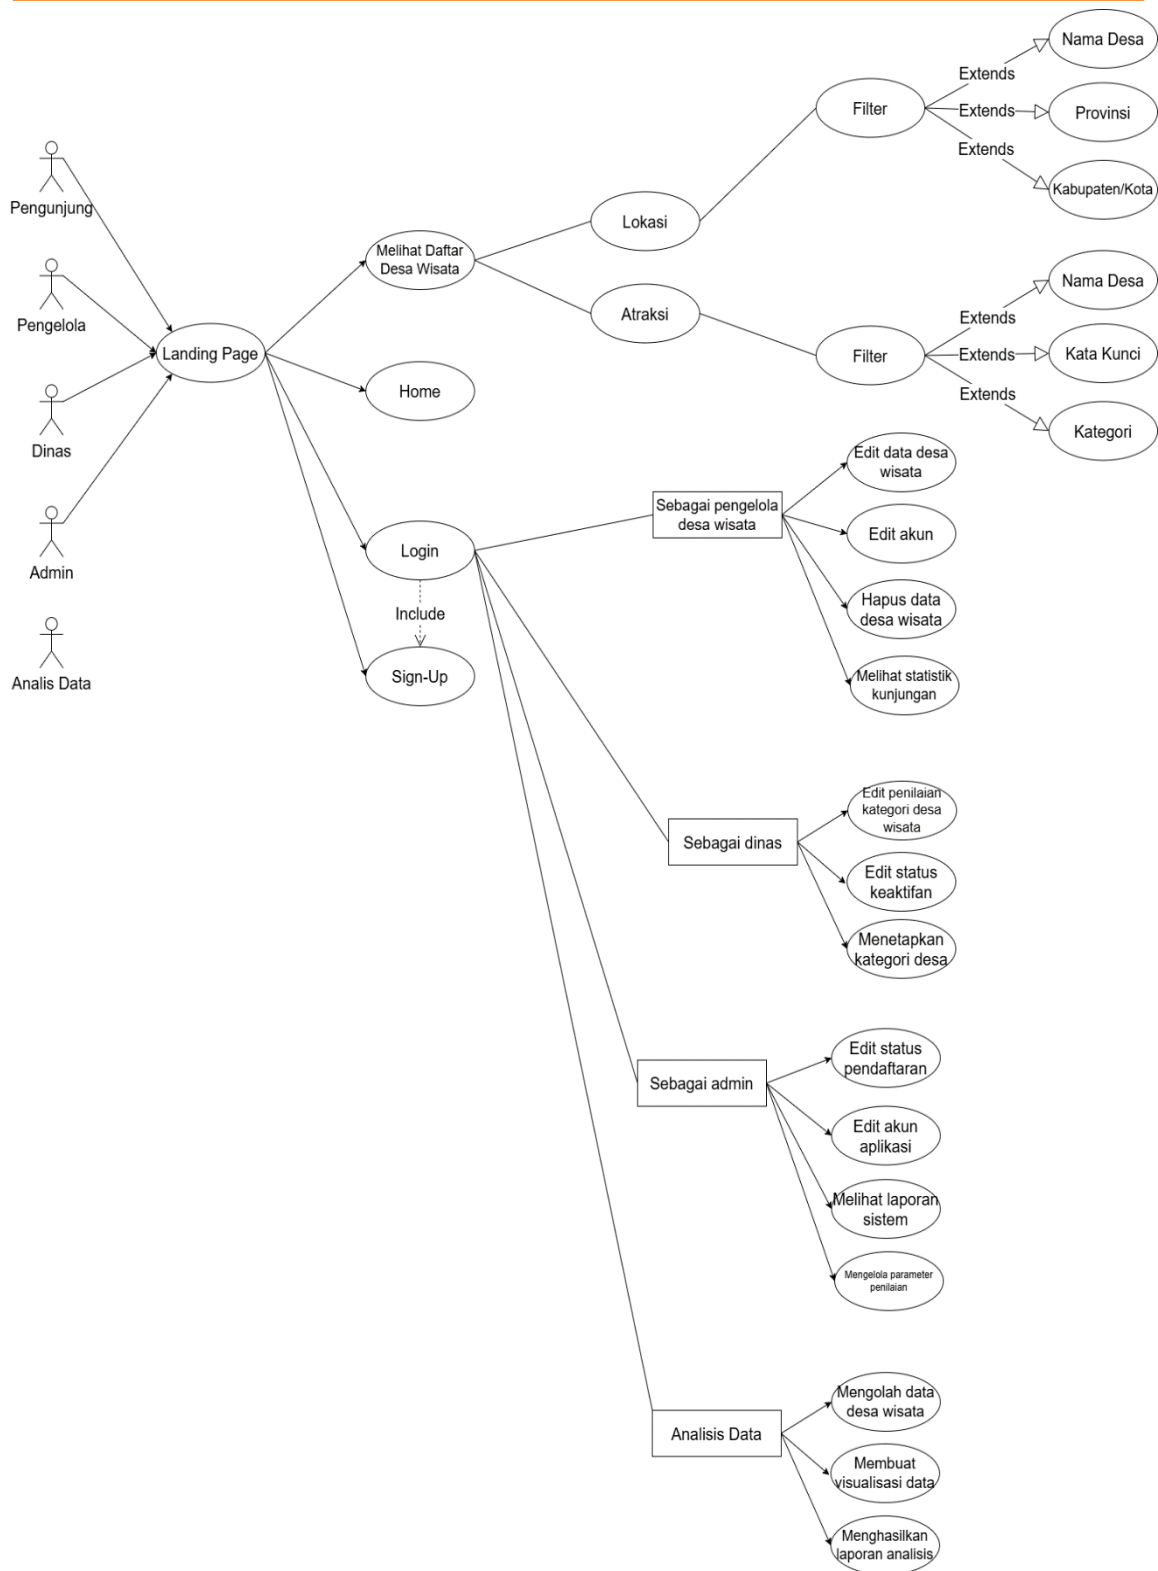 Pengunjung
Pengelola
Dinas
Admin
Analis Data
Landing Page
Melihat Daftar
Desa Wisata
Home
Login
Include
Sign-Up
Lokasi
Atraksi
Filter
Extends
Extends
Extends
Nama Desa
Provinsi
Kabupaten/Kota
Filter
Extends
Extends
Extends
Nama Desa
Kata Kunci
Kategori
Sebagai pengelola
desa wisata
Edit data desa
wisata
Edit akun
Hapus data
desa wisata
Melihat statistik
kunjungan
Sebagai dinas
Edit penilaian
kategori desa
wisata
Edit status
keaktifan
Menetapkan
kategori desa
Sebagai admin
Edit status
pendaftaran
Edit akun
aplikasi
Melihat laporan
sistem
Mengelola parameter
penilaian
Analisis Data
Mengolah data
desa wisata
Membuat
visualisasi data
Menghasilkan
laporan analisis